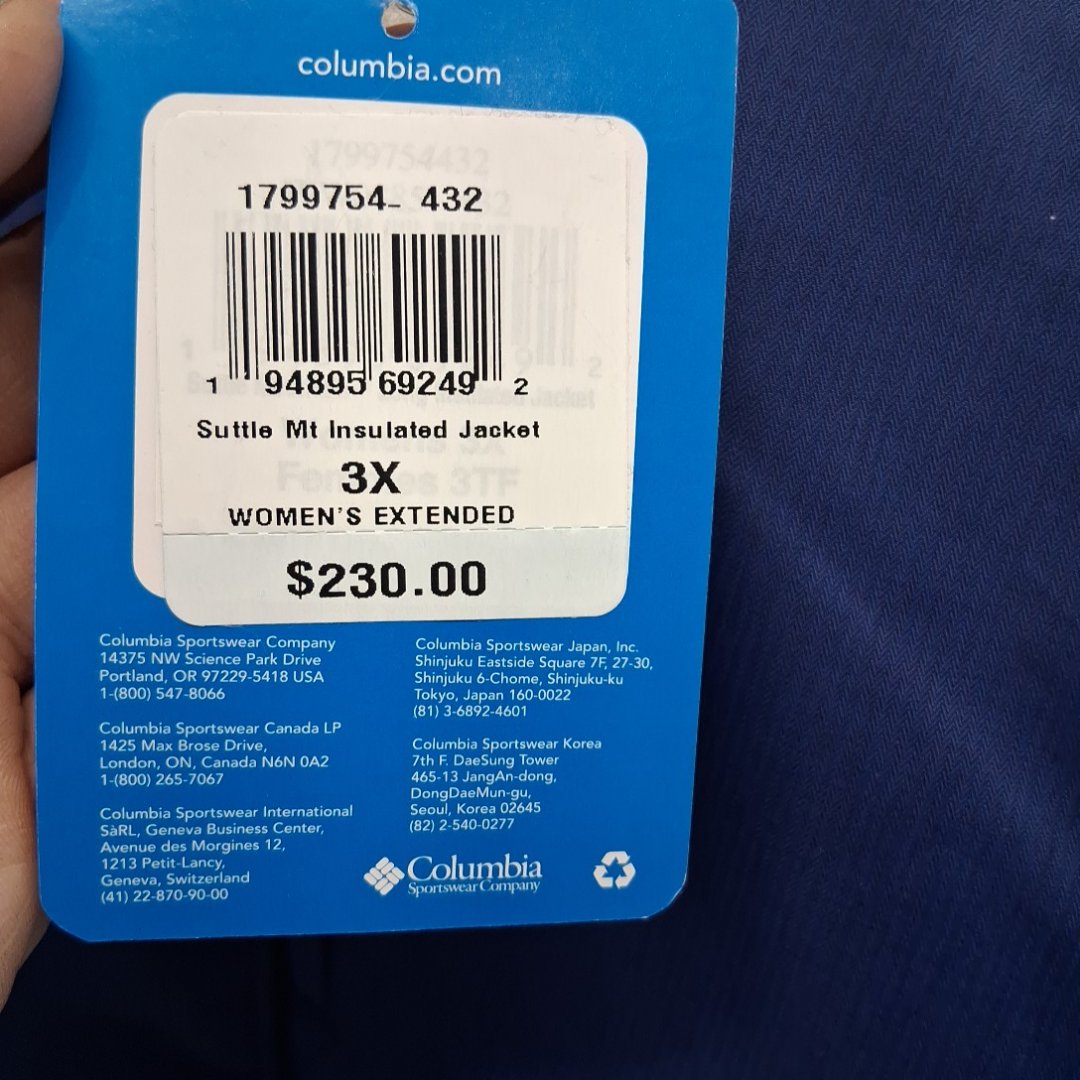 columbia.com
1799754432
1799754- 432
1 94895 69249 2
Suttle Mt Insulated Jacket
3X
WOMEN'S EXTENDED
$230.00
Columbia Sportswear Company
14375 NW Science Park Drive
Portland, OR 97229-5418 USA
1-(800) 547-8066
Columbia Sportswear Canada LP
1425 Max Brose Drive,
London, ON, Canada N6N 0A2
1-(800) 265-7067
Columbia Sportswear International
SàRL, Geneva Business Center,
Avenue des Morgines 12,
1213 Petit-Lancy,
Geneva, Switzerland
(41) 22-870-90-00
Columbia Sportswear Japan, Inc.
Shinjuku Eastside Square 7F, 27-30,
Shinjuku 6-Chome, Shinjuku-ku
Tokyo, Japan 160-0022
(81) 3-6892-4601
Columbia Sportswear Korea
7th F. DaeSung Tower
465-13 JangAn-dong,
DongDaeMun-gu,
Seoul, Korea 02645
(82) 2-540-0277
Columbia
Sportswear Company